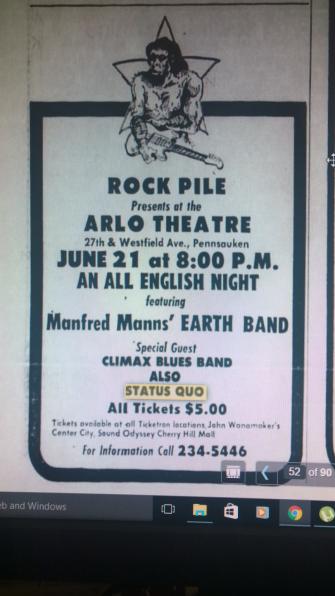 ROCK PILE
Presents at the
ARLO THEATRE
27th & Westfield Ave., Pennsauken
JUNE 21 at 8:00 P.M.
AN ALL ENGLISH NIGHT
featuring
Manfred Manns' EARTH BAND
Special Guest
CLIMAX BLUES BAND
ALSO
STATUS QUO
All Tickets $5.00
Tickets available at all Ticketron locations, John Wanamaker's
Center City, Sound Odyssey Cherry Hill Mall
For Information Call 234-5446
52 of 90
eb and Windows